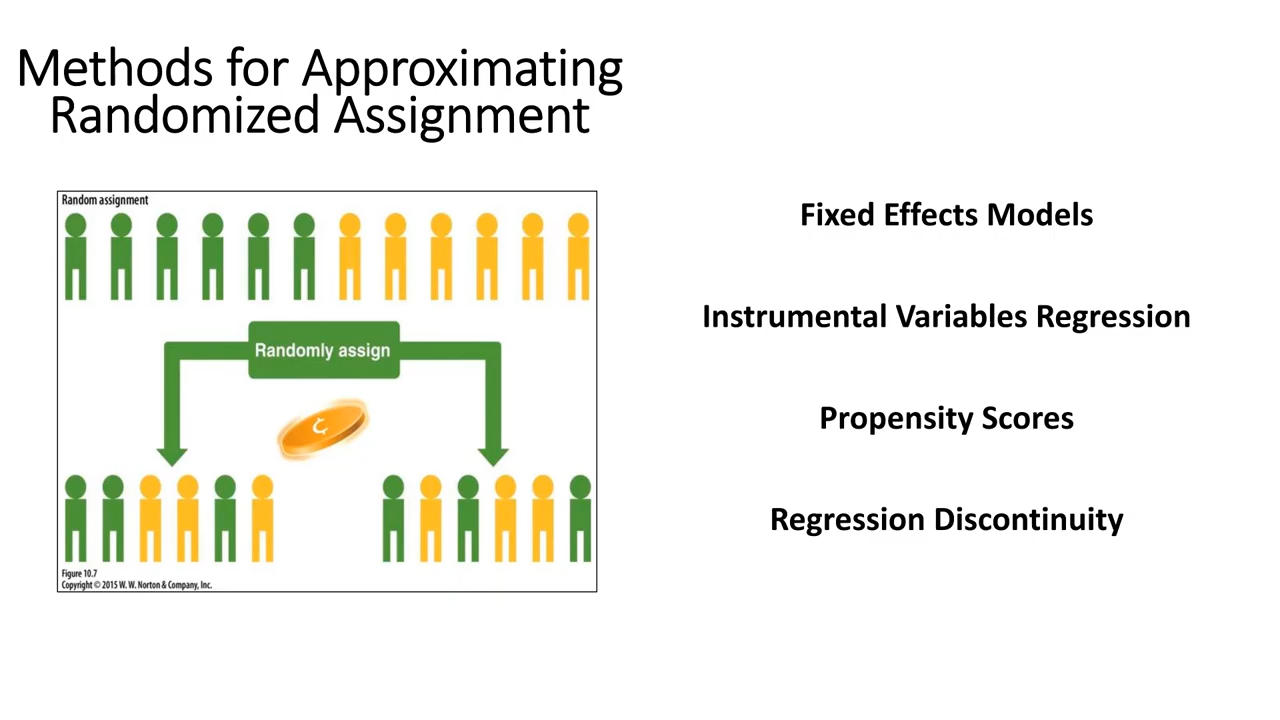 Methods for Approximating
Randomized Assignment
Random assignment
Randomly assign
Figure 10.7
Copyright © 2015 W. W. Norton & Company, Inc.
Fixed Effects Models
Instrumental Variables Regression
Propensity Scores
Regression Discontinuity